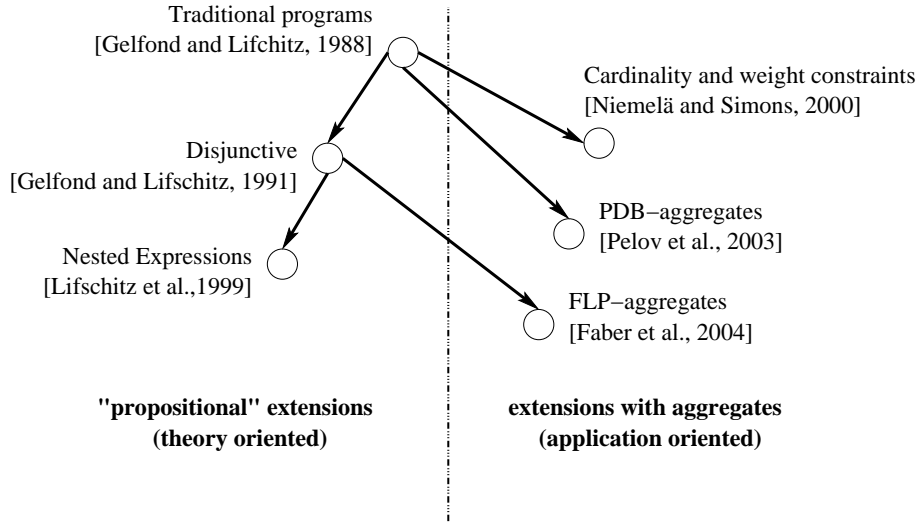 Traditional programs
[Gelfond and Lifchitz, 1988]
Cardinality and weight constraints
[Niemelä and Simons, 2000]
Disjunctive
[Gelfond and Lifschitz, 1991]
PDB−aggregates
[Pelov et al., 2003]
Nested Expressions
[Lifschitz et al.,1999]
FLP−aggregates
[Faber et al., 2004]
"propositional" extensions
(theory oriented)
extensions with aggregates
(application oriented)